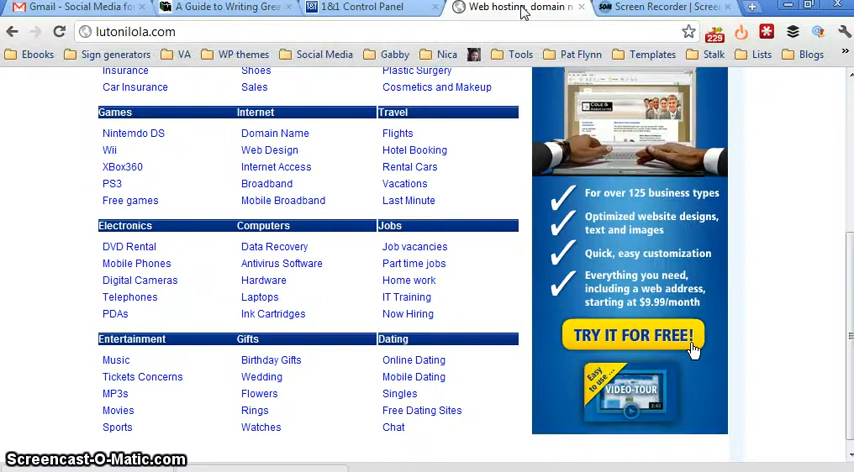 Gmail - Social Media fo
A Guide to Writing Grea
1&1 Control Panel
Web hosting, domain n
Screen Recorder | Scree
lutonilola.com
229
Ebooks
Sign generators
VA
WP themes
Social Media
Gabby
Nica
Tools
Pat Flynn
Templates
Stalk
Lists
Blogs
Insurance Shoes Plastic Surgery
Car Insurance Sales Cosmetics and Makeup
Games Internet Travel
Nintemdo DS Domain Name Flights
Wii Web Design Hotel Booking
XBox360 Internet Access Rental Cars
PS3 Broadband Vacations
Free games Mobile Broadband Last Minute
Electronics Computers Jobs
DVD Rental Data Recovery Job vacancies
Mobile Phones Antivirus Software Part time jobs
Digital Cameras Hardware Home work
Telephones Laptops IT Training
PDAs Ink Cartridges Now Hiring
Entertainment Gifts Dating
Music Birthday Gifts Online Dating
Tickets Concerns Wedding Mobile Dating
MP3s Flowers Singles
Movies Rings Free Dating Sites
Sports Watches Chat
COLE &
For over 125 business types
Optimized website designs,
text and images
Quick, easy customization
Everything you need,
including a web address,
starting at $9.99/month
TRY IT FOR FREE!
Easy
to use ...
VIDEO-TOUR
2:43
Screencast-O-Matic.com